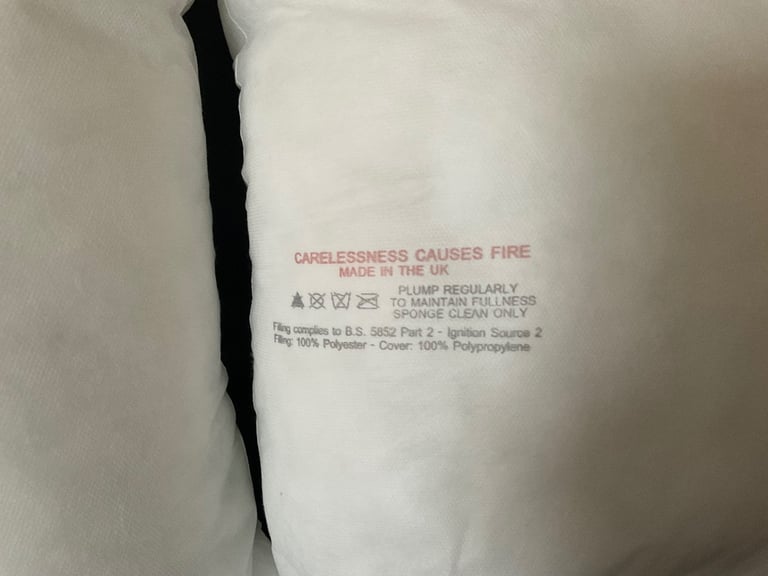 CARELESSNESS CAUSES FIRE
MADE IN THE UK
PLUMP REGULARLY
TO MAINTAIN FULLNESS
SPONGE CLEAN ONLY
Filling complies to B.S. 5852 Part 2 - Ignition Source 2
Filling: 100% Polyester - Cover: 100% Polypropylene